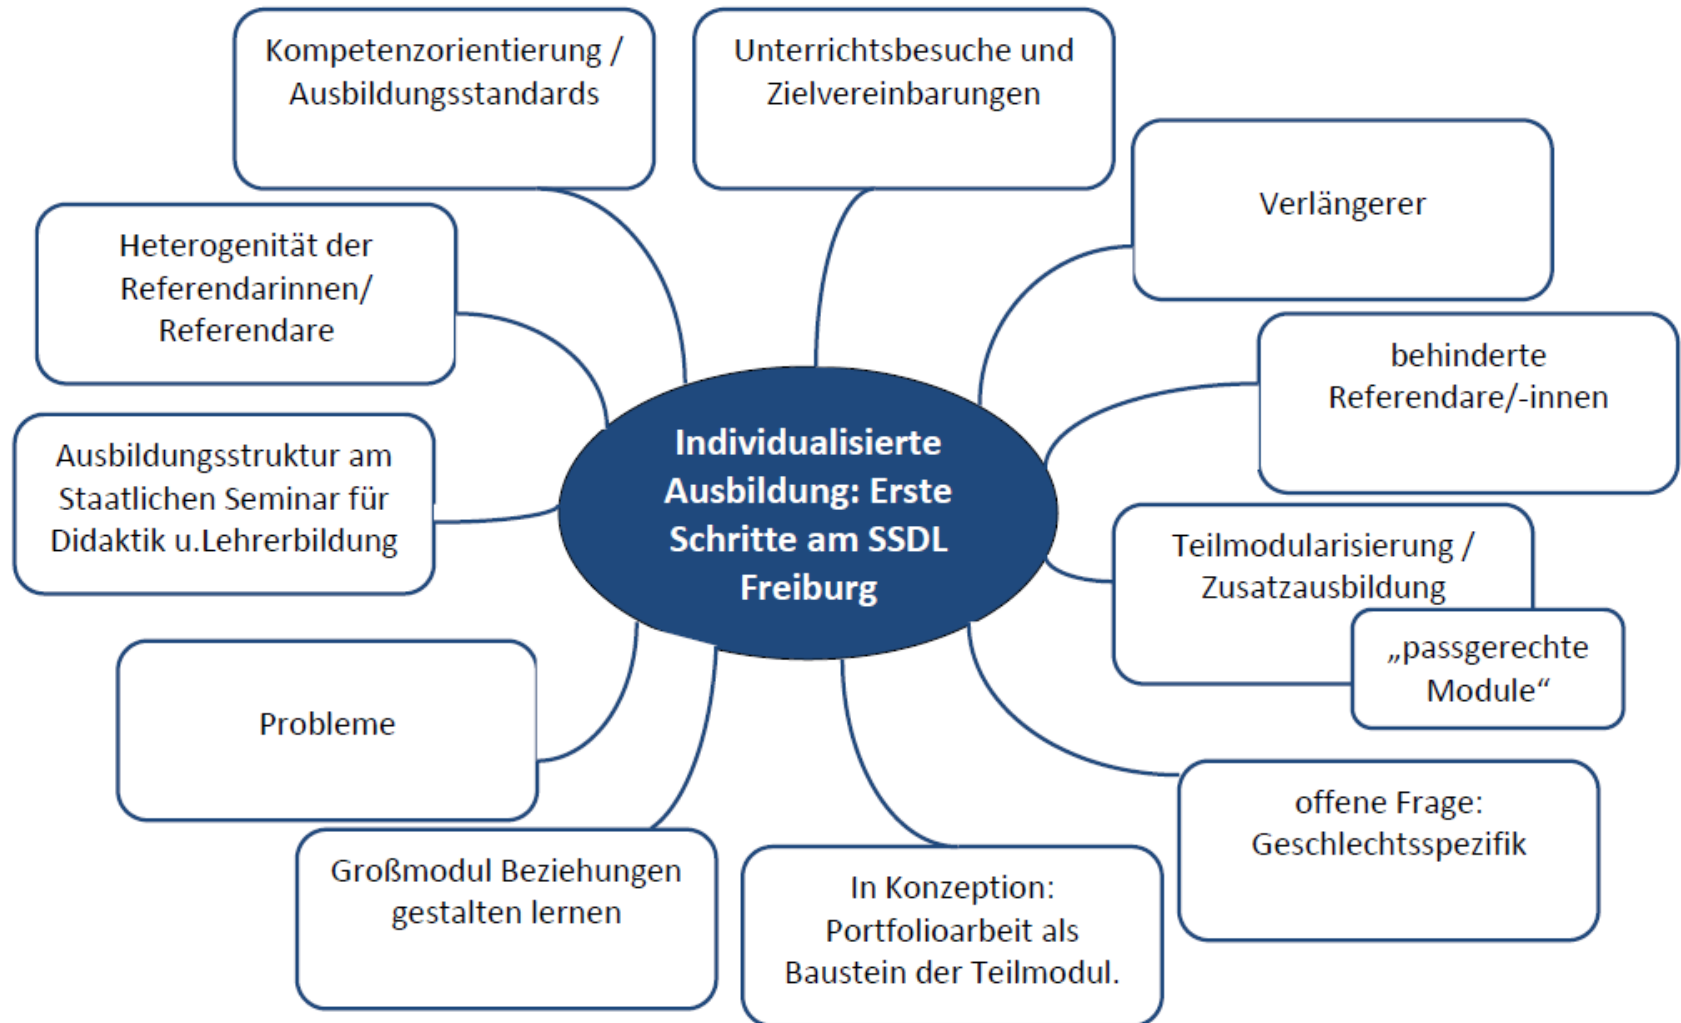 Kompetenzorientierung /
Ausbildungsstandards
Unterrichtsbesuche und
Zielvereinbarungen
Verlängerer
Heterogenität der
Referendarinnen/
Referendare
behinderte
Referendare/-innen
Ausbildungsstruktur am
Staatlichen Seminar für
Didaktik u.Lehrerbildung
Individualisierte
Ausbildung: Erste
Schritte am SSDL
Freiburg
Teilmodularisierung /
Zusatzausbildung
„passgerechte
Module“
Probleme
offene Frage:
Geschlechtsspezifik
Großmodul Beziehungen
gestalten lernen
In Konzeption:
Portfolioarbeit als
Baustein der Teilmodul.